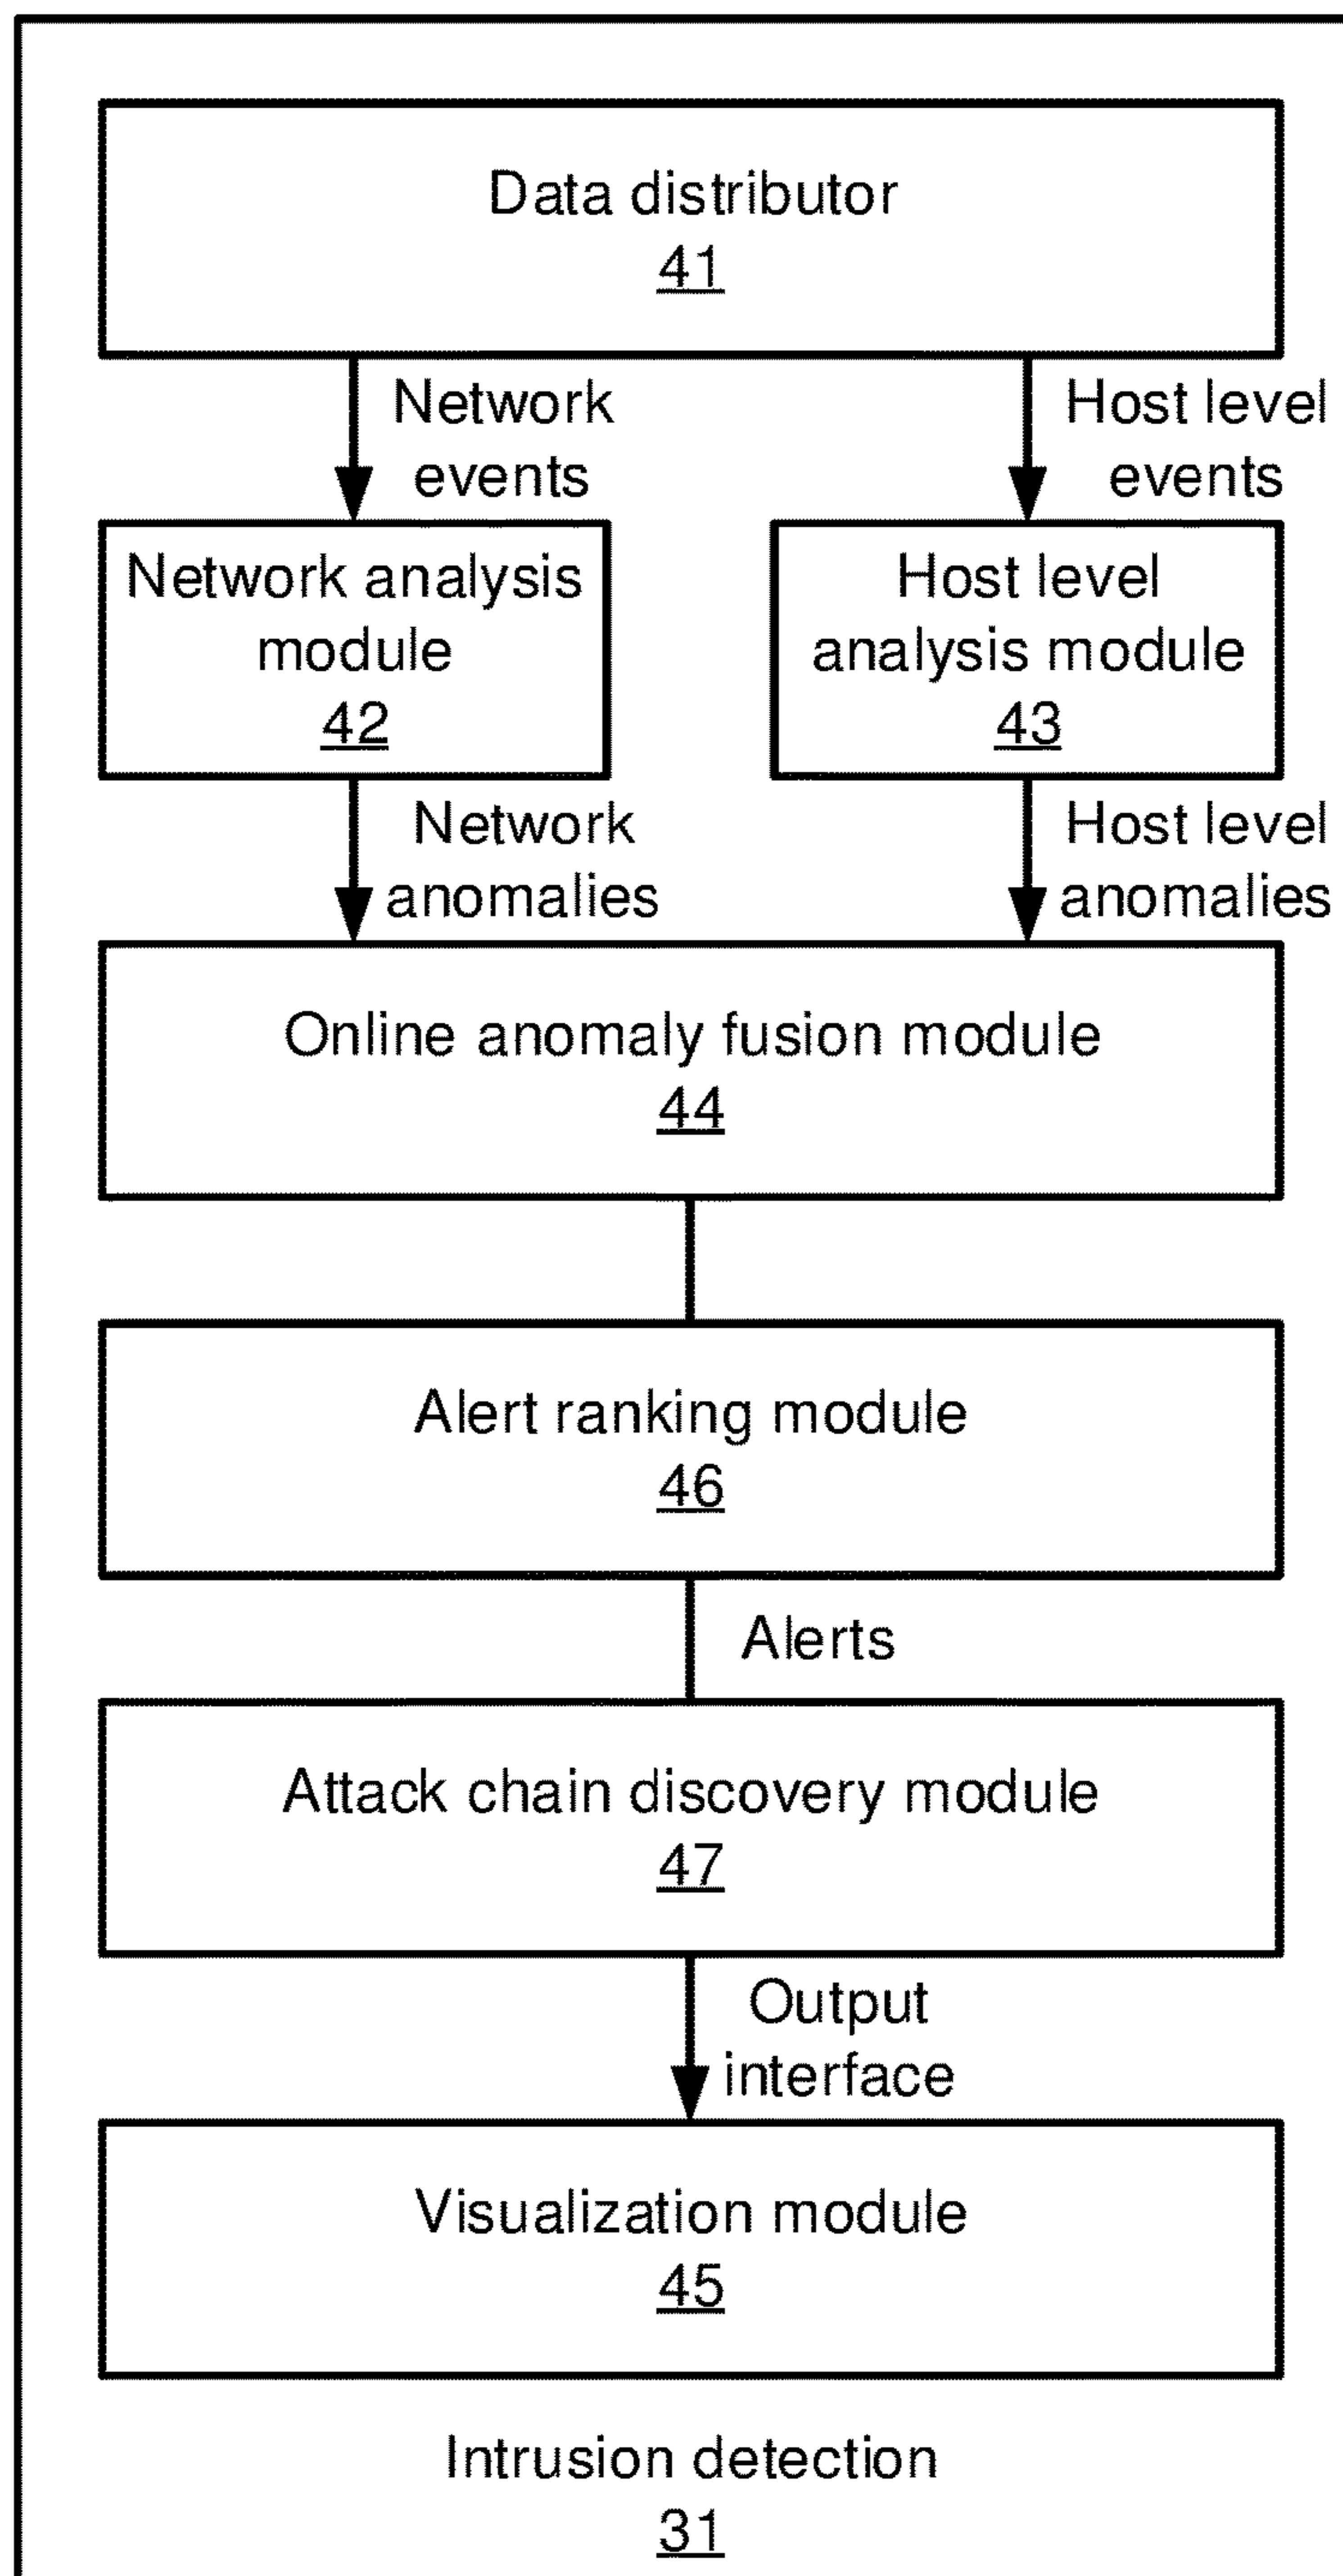 Data distributor
41
Network
events
Host level
events
Network analysis
module
42
Host level
analysis module
43
Network
anomalies
Host level
anomalies
Online anomaly fusion module
44
Alert ranking module
46
Alerts
Attack chain discovery module
47
Output
interface
Visualization module
45
Intrusion detection
31